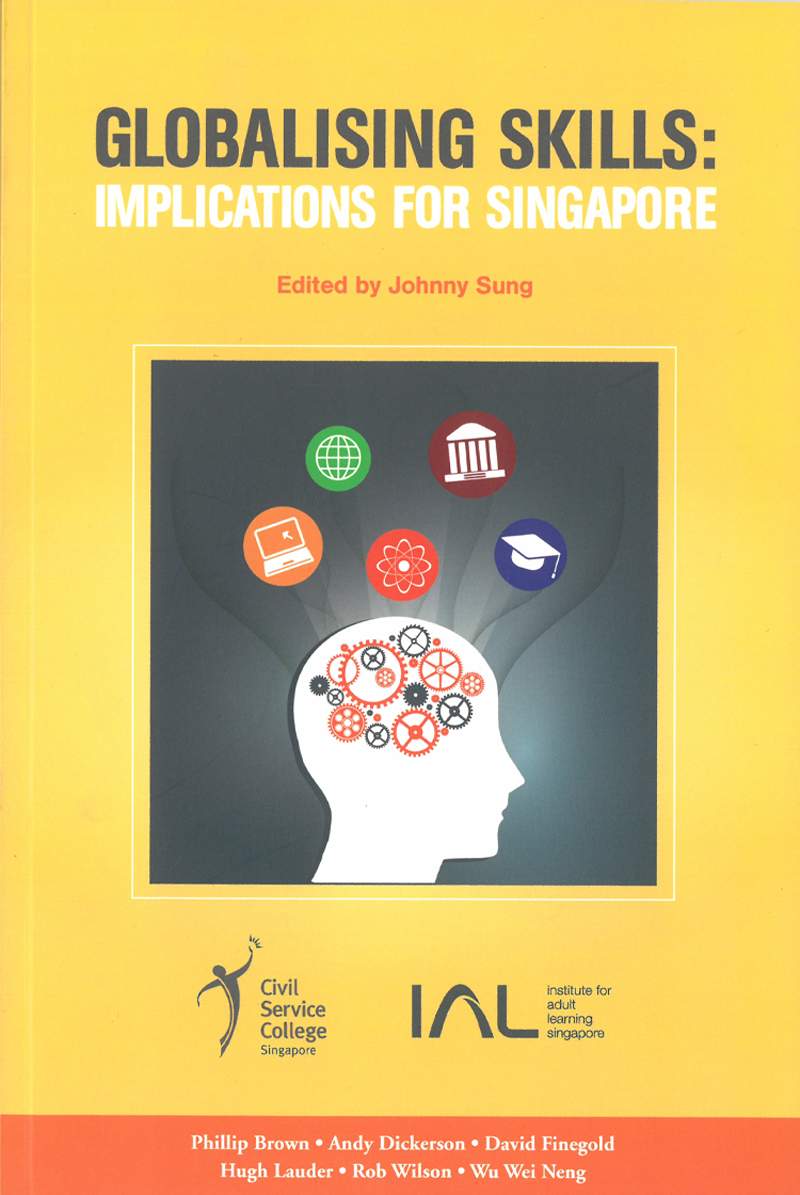 GLOBALISING SKILLS:
IMPLICATIONS FOR SINGAPORE
Edited by Johnny Sung
Civil
Service
College
Singapore
IAL
institute for
adult
learning
singapore
Phillip Brown • Andy Dickerson • David Finegold
Hugh Lauder • Rob Wilson • Wu Wei Neng